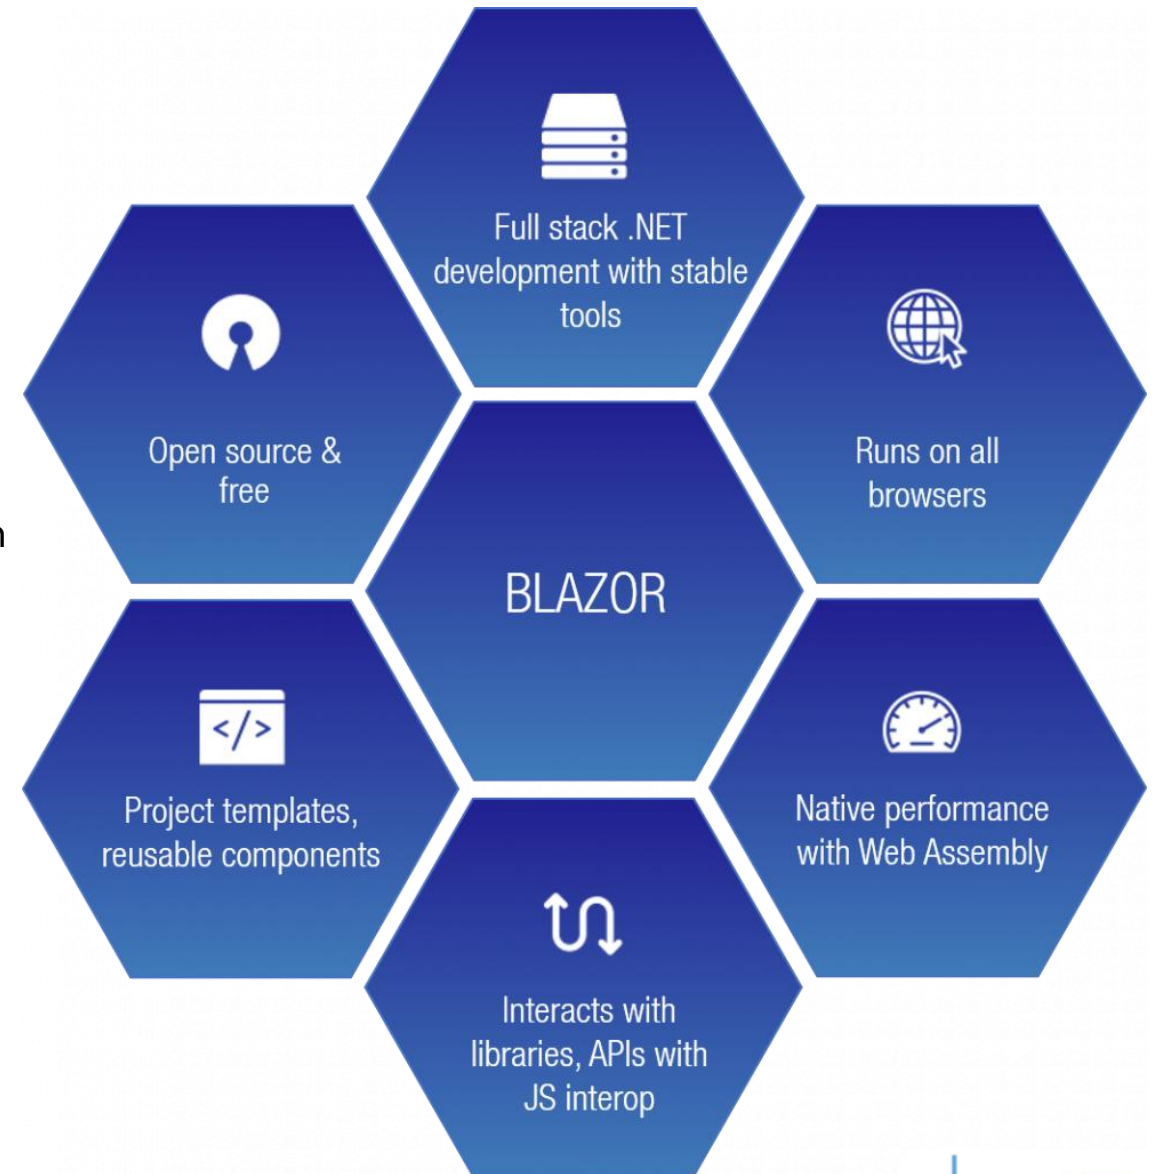 Full stack .NET
development with stable
tools
Open source &
free
Runs on all
browsers
n
BLAZOR
</>
Project templates,
reusable components
Native performance
with Web Assembly
Interacts with
libraries, APIs with
JS interop